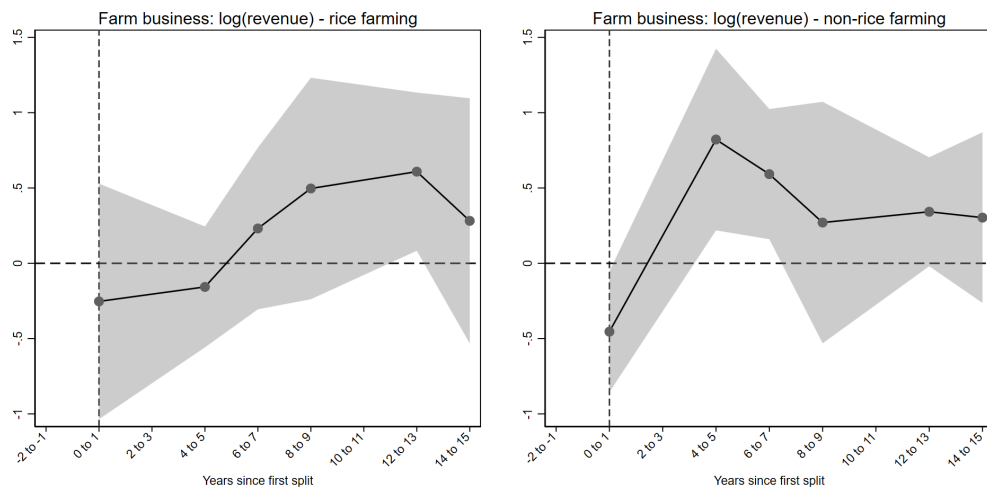 Farm business: log(revenue) - rice farming
1.5
1
.5
0
-.5
-1
-2 to -1
0 to 1
2 to 3
4 to 5
6 to 7
8 to 9
10 to 11
12 to 13
14 to 15
Years since first split
Farm business: log(revenue) - non-rice farming
1.5
1
.5
0
-.5
-1
-2 to -1
0 to 1
2 to 3
4 to 5
6 to 7
8 to 9
10 to 11
12 to 13
14 to 15
Years since first split